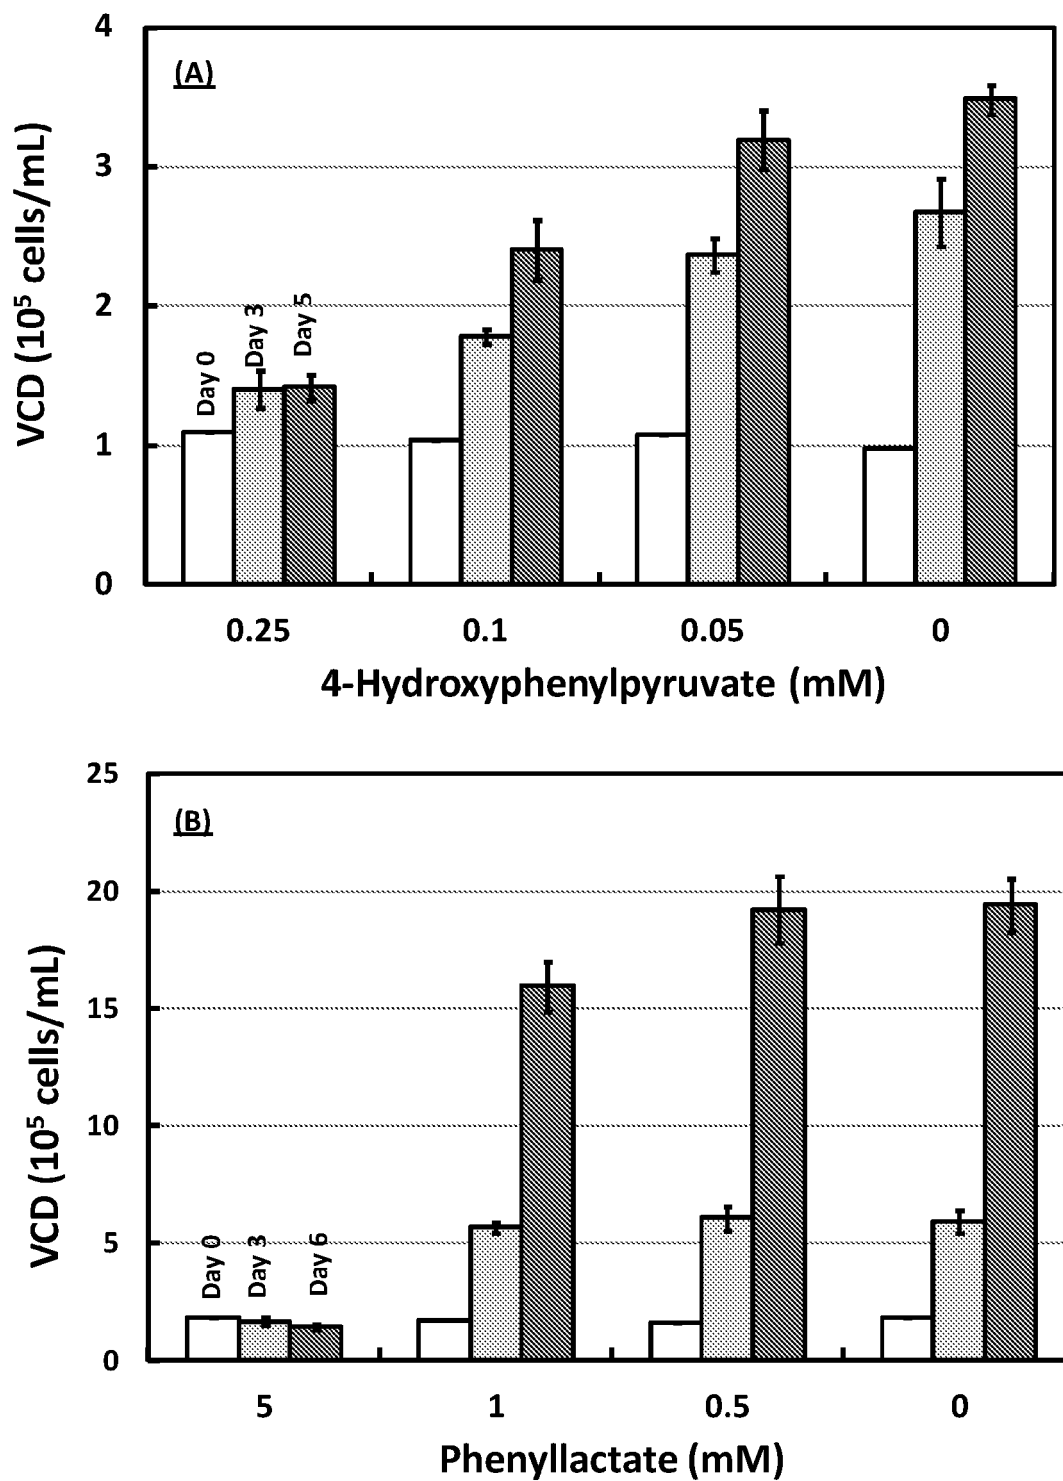 (A)
VCD (10⁵ cells/mL)
4
3
2
1
0
Day 0
Day 3
Day 5
0.25 0.1 0.05 0
4-Hydroxyphenylpyruvate (mM)
(B)
VCD (10⁵ cells/mL)
25
20
15
10
5
0
Day 0
Day 3
Day 6
5 1 0.5 0
Phenyllactate (mM)